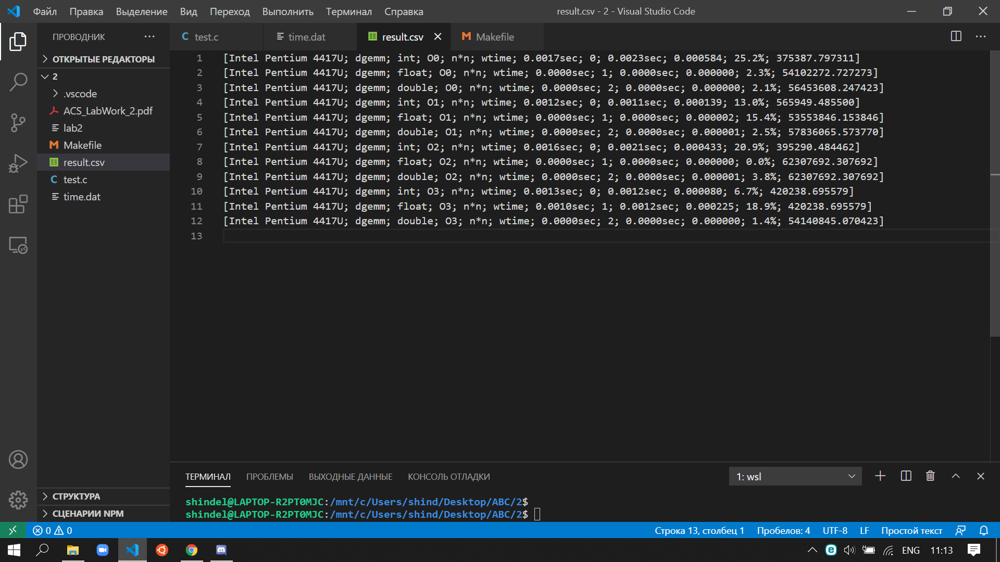 Файл Правка Выделение Вид Переход Выполнить Терминал Справка result.csv - 2 - Visual Studio Code
ПРОВОДНИК
C test.c time.dat result.csv Makefile
ОТКРЫТЫЕ РЕДАКТОРЫ
2
.vscode
ACS_LabWork_2.pdf
lab2
Makefile
result.csv
C test.c
time.dat
1 [Intel Pentium 4417U; dgemm; int; O0; n*n; wtime; 0.0017sec; 0; 0.0023sec; 0.000584; 25.2%; 375387.797311]
2 [Intel Pentium 4417U; dgemm; float; O0; n*n; wtime; 0.0000sec; 1; 0.0000sec; 0.000000; 2.3%; 54102272.727273]
3 [Intel Pentium 4417U; dgemm; double; O0; n*n; wtime; 0.0000sec; 2; 0.0000sec; 0.000000; 2.1%; 56453608.247423]
4 [Intel Pentium 4417U; dgemm; int; O1; n*n; wtime; 0.0012sec; 0; 0.0011sec; 0.000139; 13.0%; 565949.485500]
5 [Intel Pentium 4417U; dgemm; float; O1; n*n; wtime; 0.0000sec; 1; 0.0000sec; 0.000002; 15.4%; 53553846.153846]
6 [Intel Pentium 4417U; dgemm; double; O1; n*n; wtime; 0.0000sec; 2; 0.0000sec; 0.000001; 2.5%; 57836065.573770]
7 [Intel Pentium 4417U; dgemm; int; O2; n*n; wtime; 0.0016sec; 0; 0.0021sec; 0.000433; 20.9%; 395290.484462]
8 [Intel Pentium 4417U; dgemm; float; O2; n*n; wtime; 0.0000sec; 1; 0.0000sec; 0.000000; 0.0%; 62307692.307692]
9 [Intel Pentium 4417U; dgemm; double; O2; n*n; wtime; 0.0000sec; 2; 0.0000sec; 0.000001; 3.8%; 62307692.307692]
10 [Intel Pentium 4417U; dgemm; int; O3; n*n; wtime; 0.0013sec; 0; 0.0012sec; 0.000080; 6.7%; 420238.695579]
11 [Intel Pentium 4417U; dgemm; float; O3; n*n; wtime; 0.0010sec; 1; 0.0012sec; 0.000225; 18.9%; 420238.695579]
12 [Intel Pentium 4417U; dgemm; double; O3; n*n; wtime; 0.0000sec; 2; 0.0000sec; 0.000000; 1.4%; 54140845.070423]
13
СТРУКТУРА
СЦЕНАРИИ NPM
ТЕРМИНАЛ ПРОБЛЕМЫ ВЫХОДНЫЕ ДАННЫЕ КОНСОЛЬ ОТЛАДКИ 1: wsl
shindel@LAPTOP-R2PT0MJC:/mnt/c/Users/shind/Desktop/ABC/2$
shindel@LAPTOP-R2PT0MJC:/mnt/c/Users/shind/Desktop/ABC/2$
0 0 Строка 13, столбец 1 Пробелов: 4 UTF-8 LF Простой текст
ENG 11:13